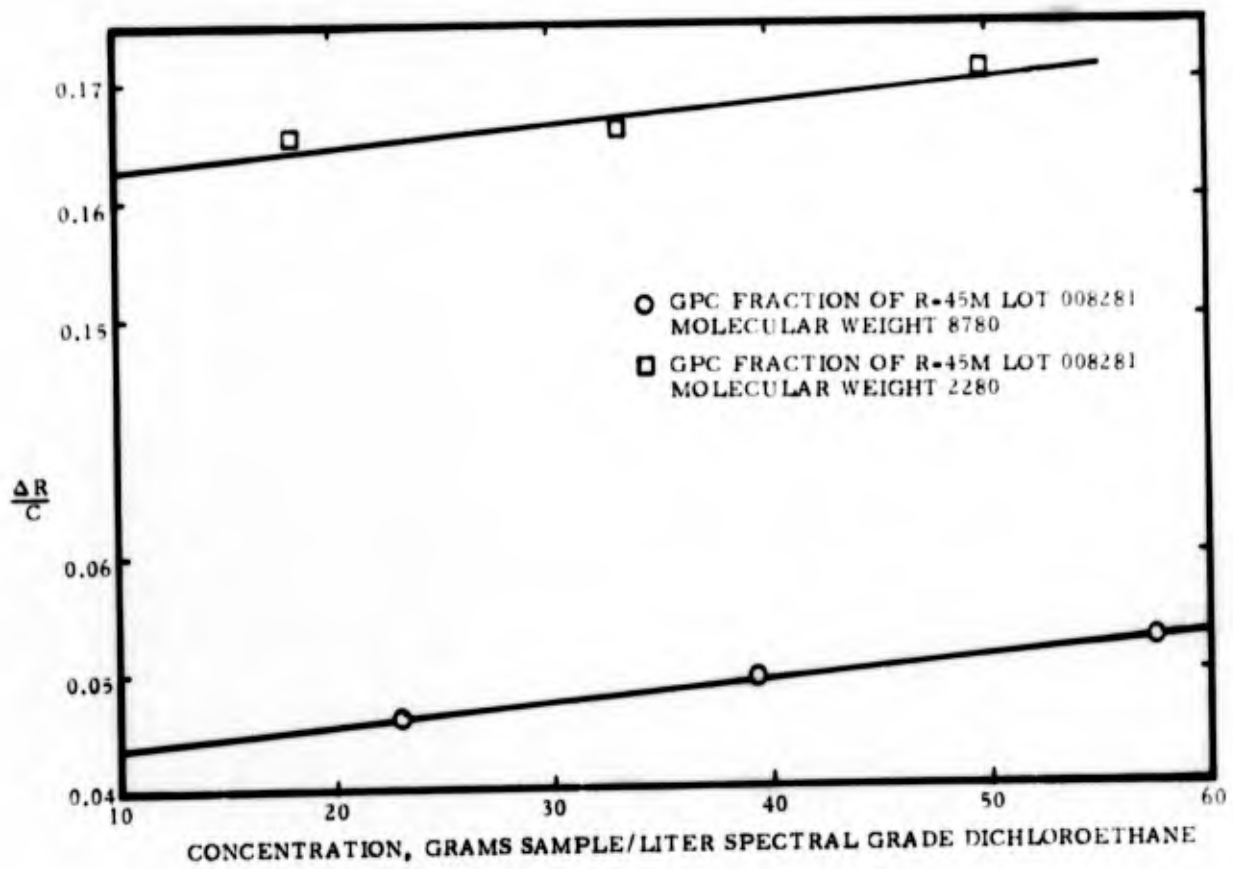 0.17
0.16
0.15
GPC FRACTION OF R-45M LOT 008281
MOLECULAR WEIGHT 8780
GPC FRACTION OF R-45M LOT 008281
MOLECULAR WEIGHT 2280
ΔR
C
0.06
0.05
0.04
10 20 30 40 50 60
CONCENTRATION, GRAMS SAMPLE/LITER SPECTRAL GRADE DICHLOROETHANE